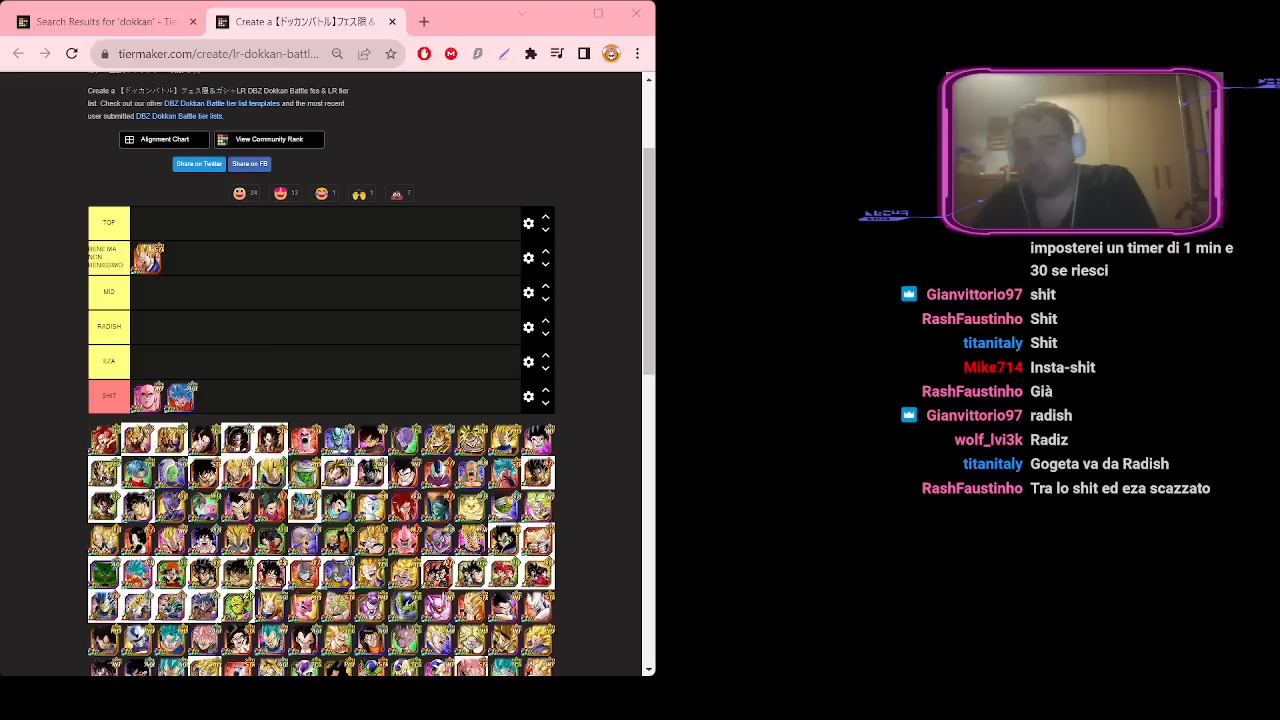 Search Results for 'dokkan' - Tier
Create a 【ドッカンバトル】フェス限 &
tiermaker.com/create/lr-dokkan-battl...
Create a 【ドッカンバトル】フェス限＆ガシャLR DBZ Dokkan Battle fes & LR tier
list. Check out our other DBZ Dokkan Battle tier list templates and the most recent
user submitted DBZ Dokkan Battle tier lists.
Alignment Chart
View Community Rank
Share on Twitter
Share on FB
24
12
1
1
7
TOP
BENE MA
NON
BENISSIMO
MID
RADISH
EZA
SHIT
imposterei un timer di 1 min e
30 se riesci
Gianvittorio97 shit
RashFaustinho Shit
titanitaly Shit
Mike714 Insta-shit
RashFaustinho Già
Gianvittorio97 radish
wolf_lvi3k Radiz
titanitaly Gogeta va da Radish
RashFaustinho Tra lo shit ed eza scazzato